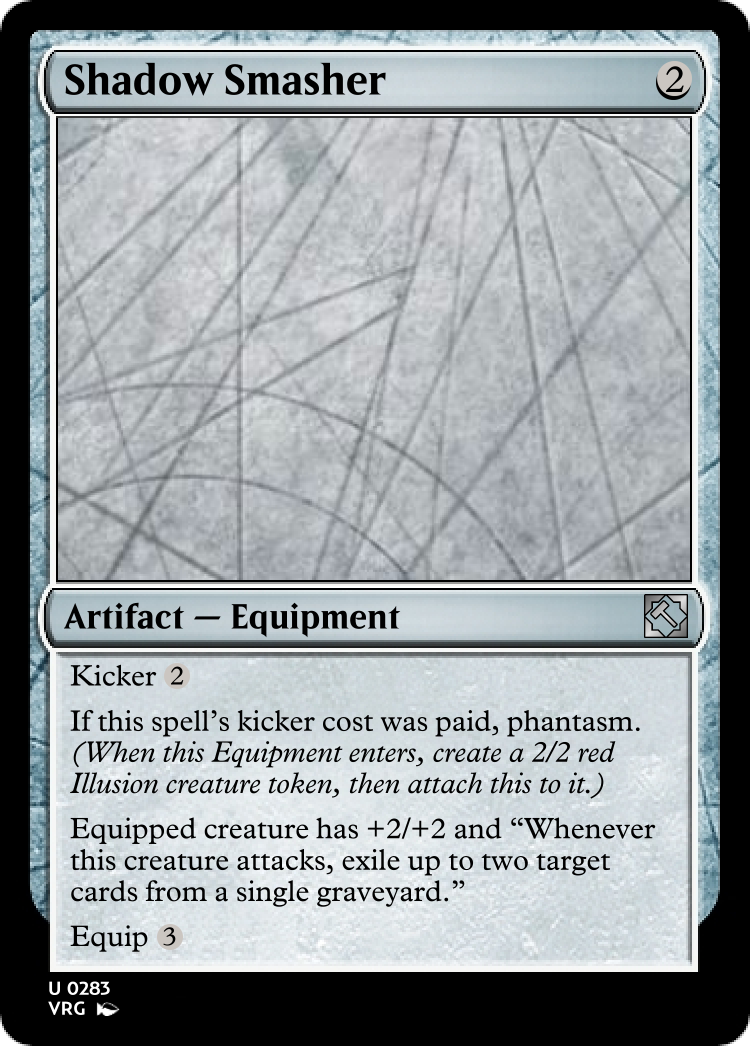 Shadow Smasher 2
Artifact — Equipment
Kicker 2
If this spell’s kicker cost was paid, phantasm.
(When this Equipment enters, create a 2/2 red
Illusion creature token, then attach this to it.)
Equipped creature has +2/+2 and “Whenever
this creature attacks, exile up to two target
cards from a single graveyard.”
Equip 3
U 0283
VRG